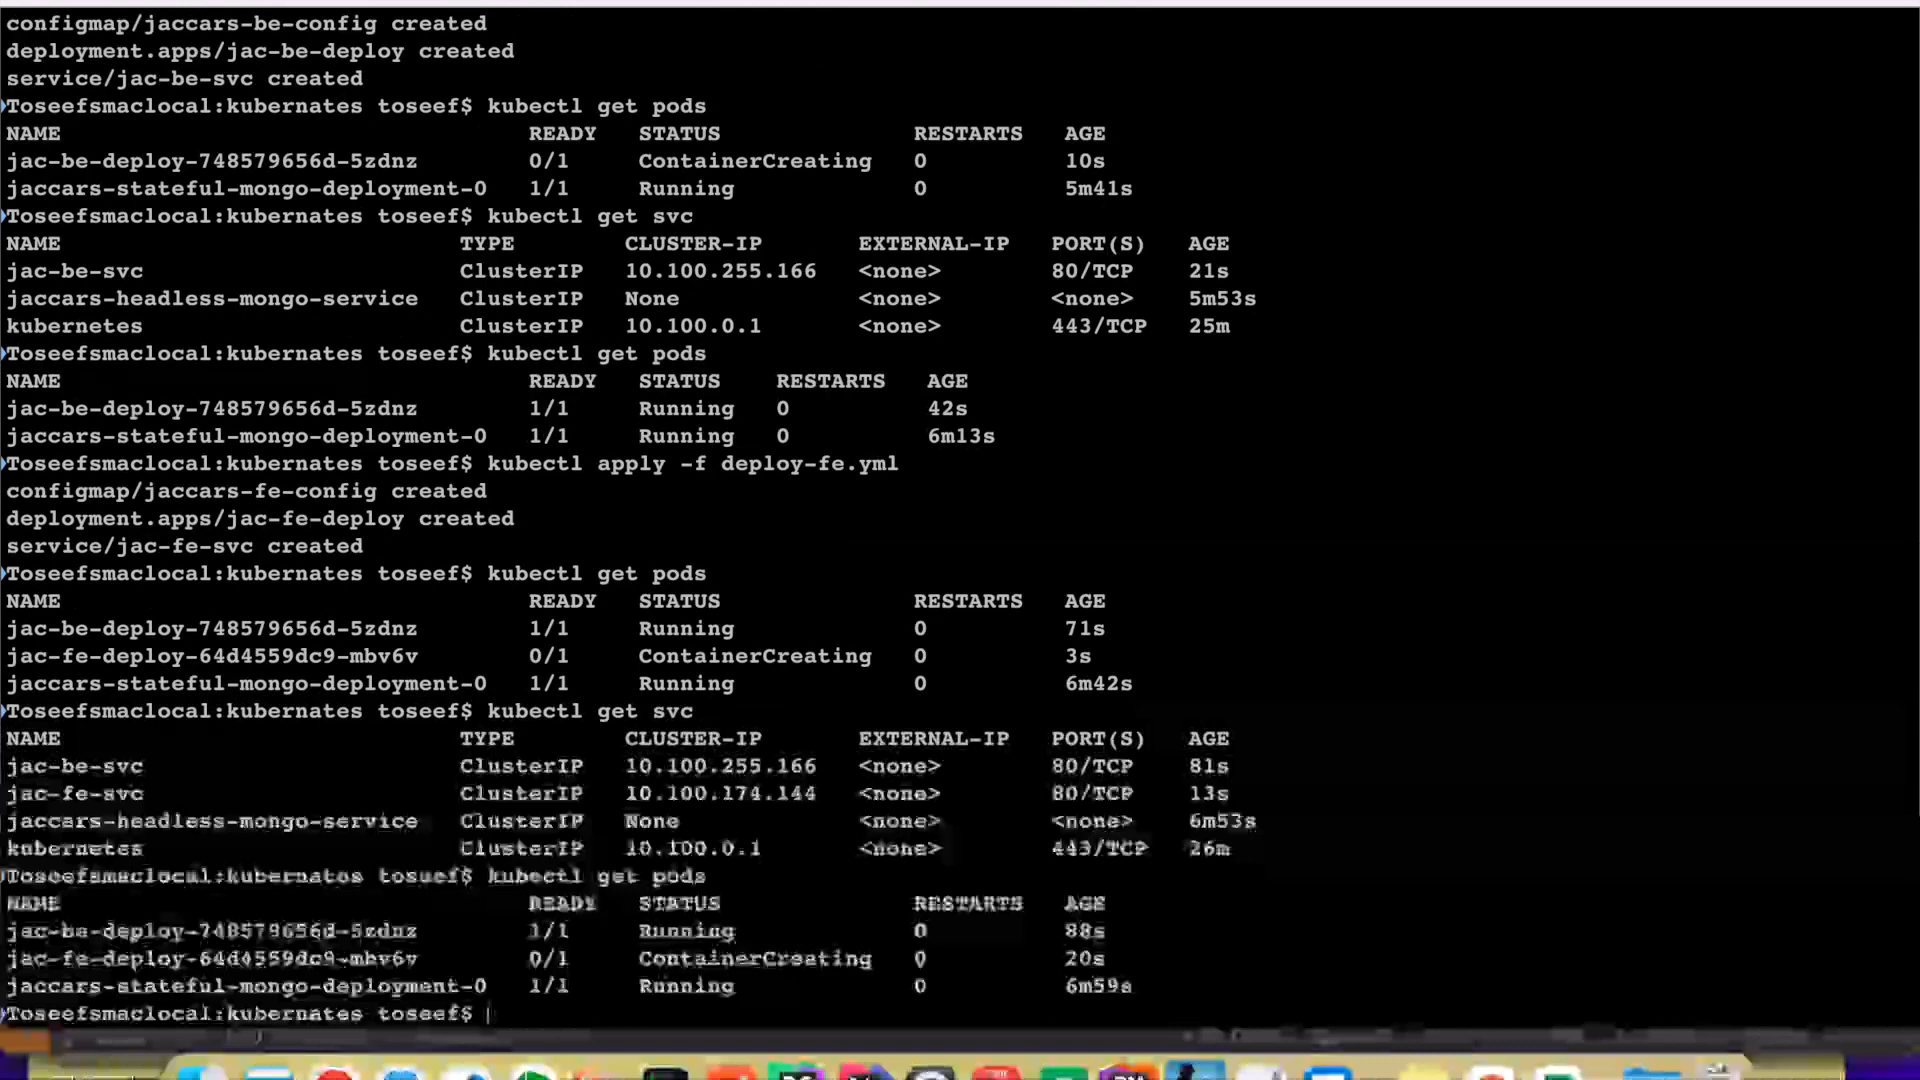 configmap/jaccars-be-config created
deployment.apps/jac-be-deploy created
service/jac-be-svc created
Toseefsmaclocal:kubernates toseef$ kubectl get pods
NAME READY STATUS RESTARTS AGE
jac-be-deploy-748579656d-5zdnz 0/1 ContainerCreating 0 10s
jaccars-stateful-mongo-deployment-0 1/1 Running 0 5m41s
Toseefsmaclocal:kubernates toseef$ kubectl get svc
NAME TYPE CLUSTER-IP EXTERNAL-IP PORT(S) AGE
jac-be-svc ClusterIP 10.100.255.166 <none> 80/TCP 21s
jaccars-headless-mongo-service ClusterIP None <none> <none> 5m53s
kubernetes ClusterIP 10.100.0.1 <none> 443/TCP 25m
Toseefsmaclocal:kubernates toseef$ kubectl get pods
NAME READY STATUS RESTARTS AGE
jac-be-deploy-748579656d-5zdnz 1/1 Running 0 42s
jaccars-stateful-mongo-deployment-0 1/1 Running 0 6m13s
Toseefsmaclocal:kubernates toseef$ kubectl apply -f deploy-fe.yml
configmap/jaccars-fe-config created
deployment.apps/jac-fe-deploy created
service/jac-fe-svc created
Toseefsmaclocal:kubernates toseef$ kubectl get pods
NAME READY STATUS RESTARTS AGE
jac-be-deploy-748579656d-5zdnz 1/1 Running 0 71s
jac-fe-deploy-64d4559dc9-mbv6v 0/1 ContainerCreating 0 3s
jaccars-stateful-mongo-deployment-0 1/1 Running 0 6m42s
Toseefsmaclocal:kubernates toseef$ kubectl get svc
NAME TYPE CLUSTER-IP EXTERNAL-IP PORT(S) AGE
jac-be-svc ClusterIP 10.100.255.166 <none> 80/TCP 81s
jac-fe-svc ClusterIP 10.100.174.144 <none> 80/TCP 13s
jaccars-headless-mongo-service ClusterIP None <none> <none> 6m53s
kubernetes ClusterIP 10.100.0.1 <none> 443/TCP 26m
Toseefsmaclocal:kubernates toseef$ kubectl get pods
NAME READY STATUS RESTARTS AGE
jac-be-deploy-748579656d-5zdnz 1/1 Running 0 88s
jac-fe-deploy-64d4559dc9-mbv6v 0/1 ContainerCreating 0 20s
jaccars-stateful-mongo-deployment-0 1/1 Running 0 6m59s
Toseefsmaclocal:kubernates toseef$